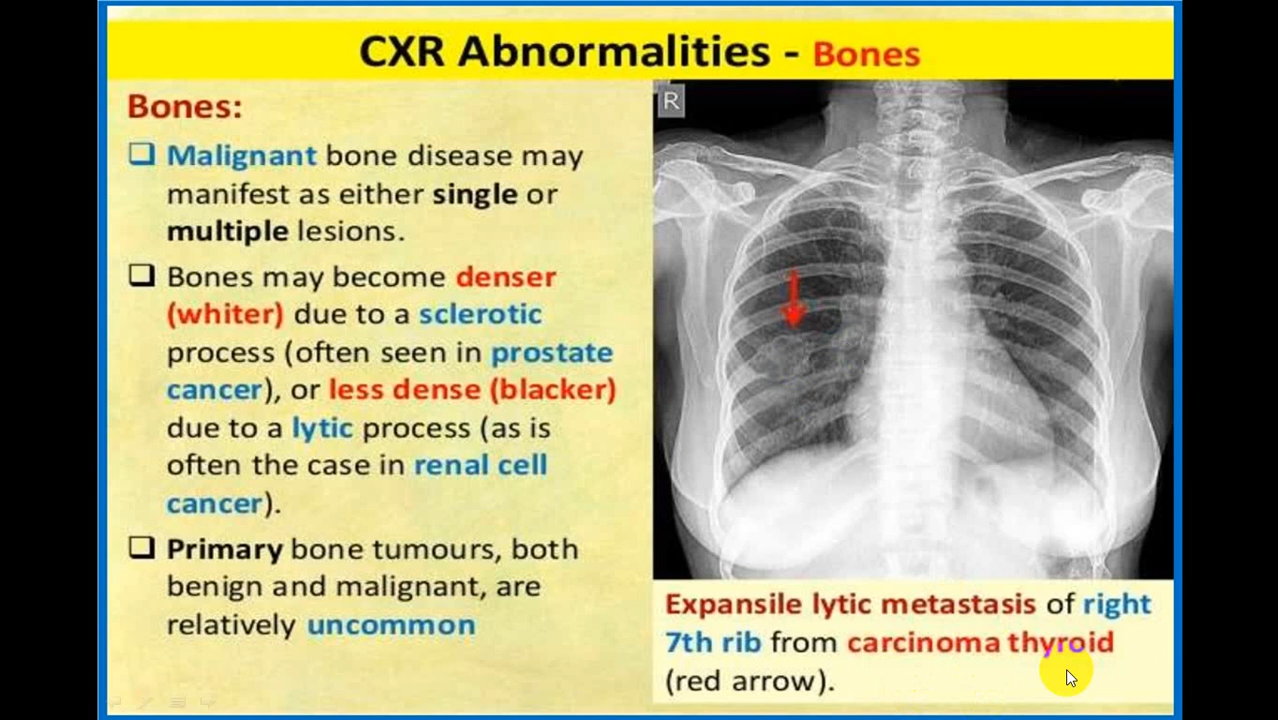 CXR Abnormalities - Bones
Bones:
❑ Malignant bone disease may
manifest as either single or
multiple lesions.
❑ Bones may become denser
(whiter) due to a sclerotic
process (often seen in prostate
cancer), or less dense (blacker)
due to a lytic process (as is
often the case in renal cell
cancer).
❑ Primary bone tumours, both
benign and malignant, are
relatively uncommon
R
Expansile lytic metastasis of right
7th rib from carcinoma thyroid
(red arrow).